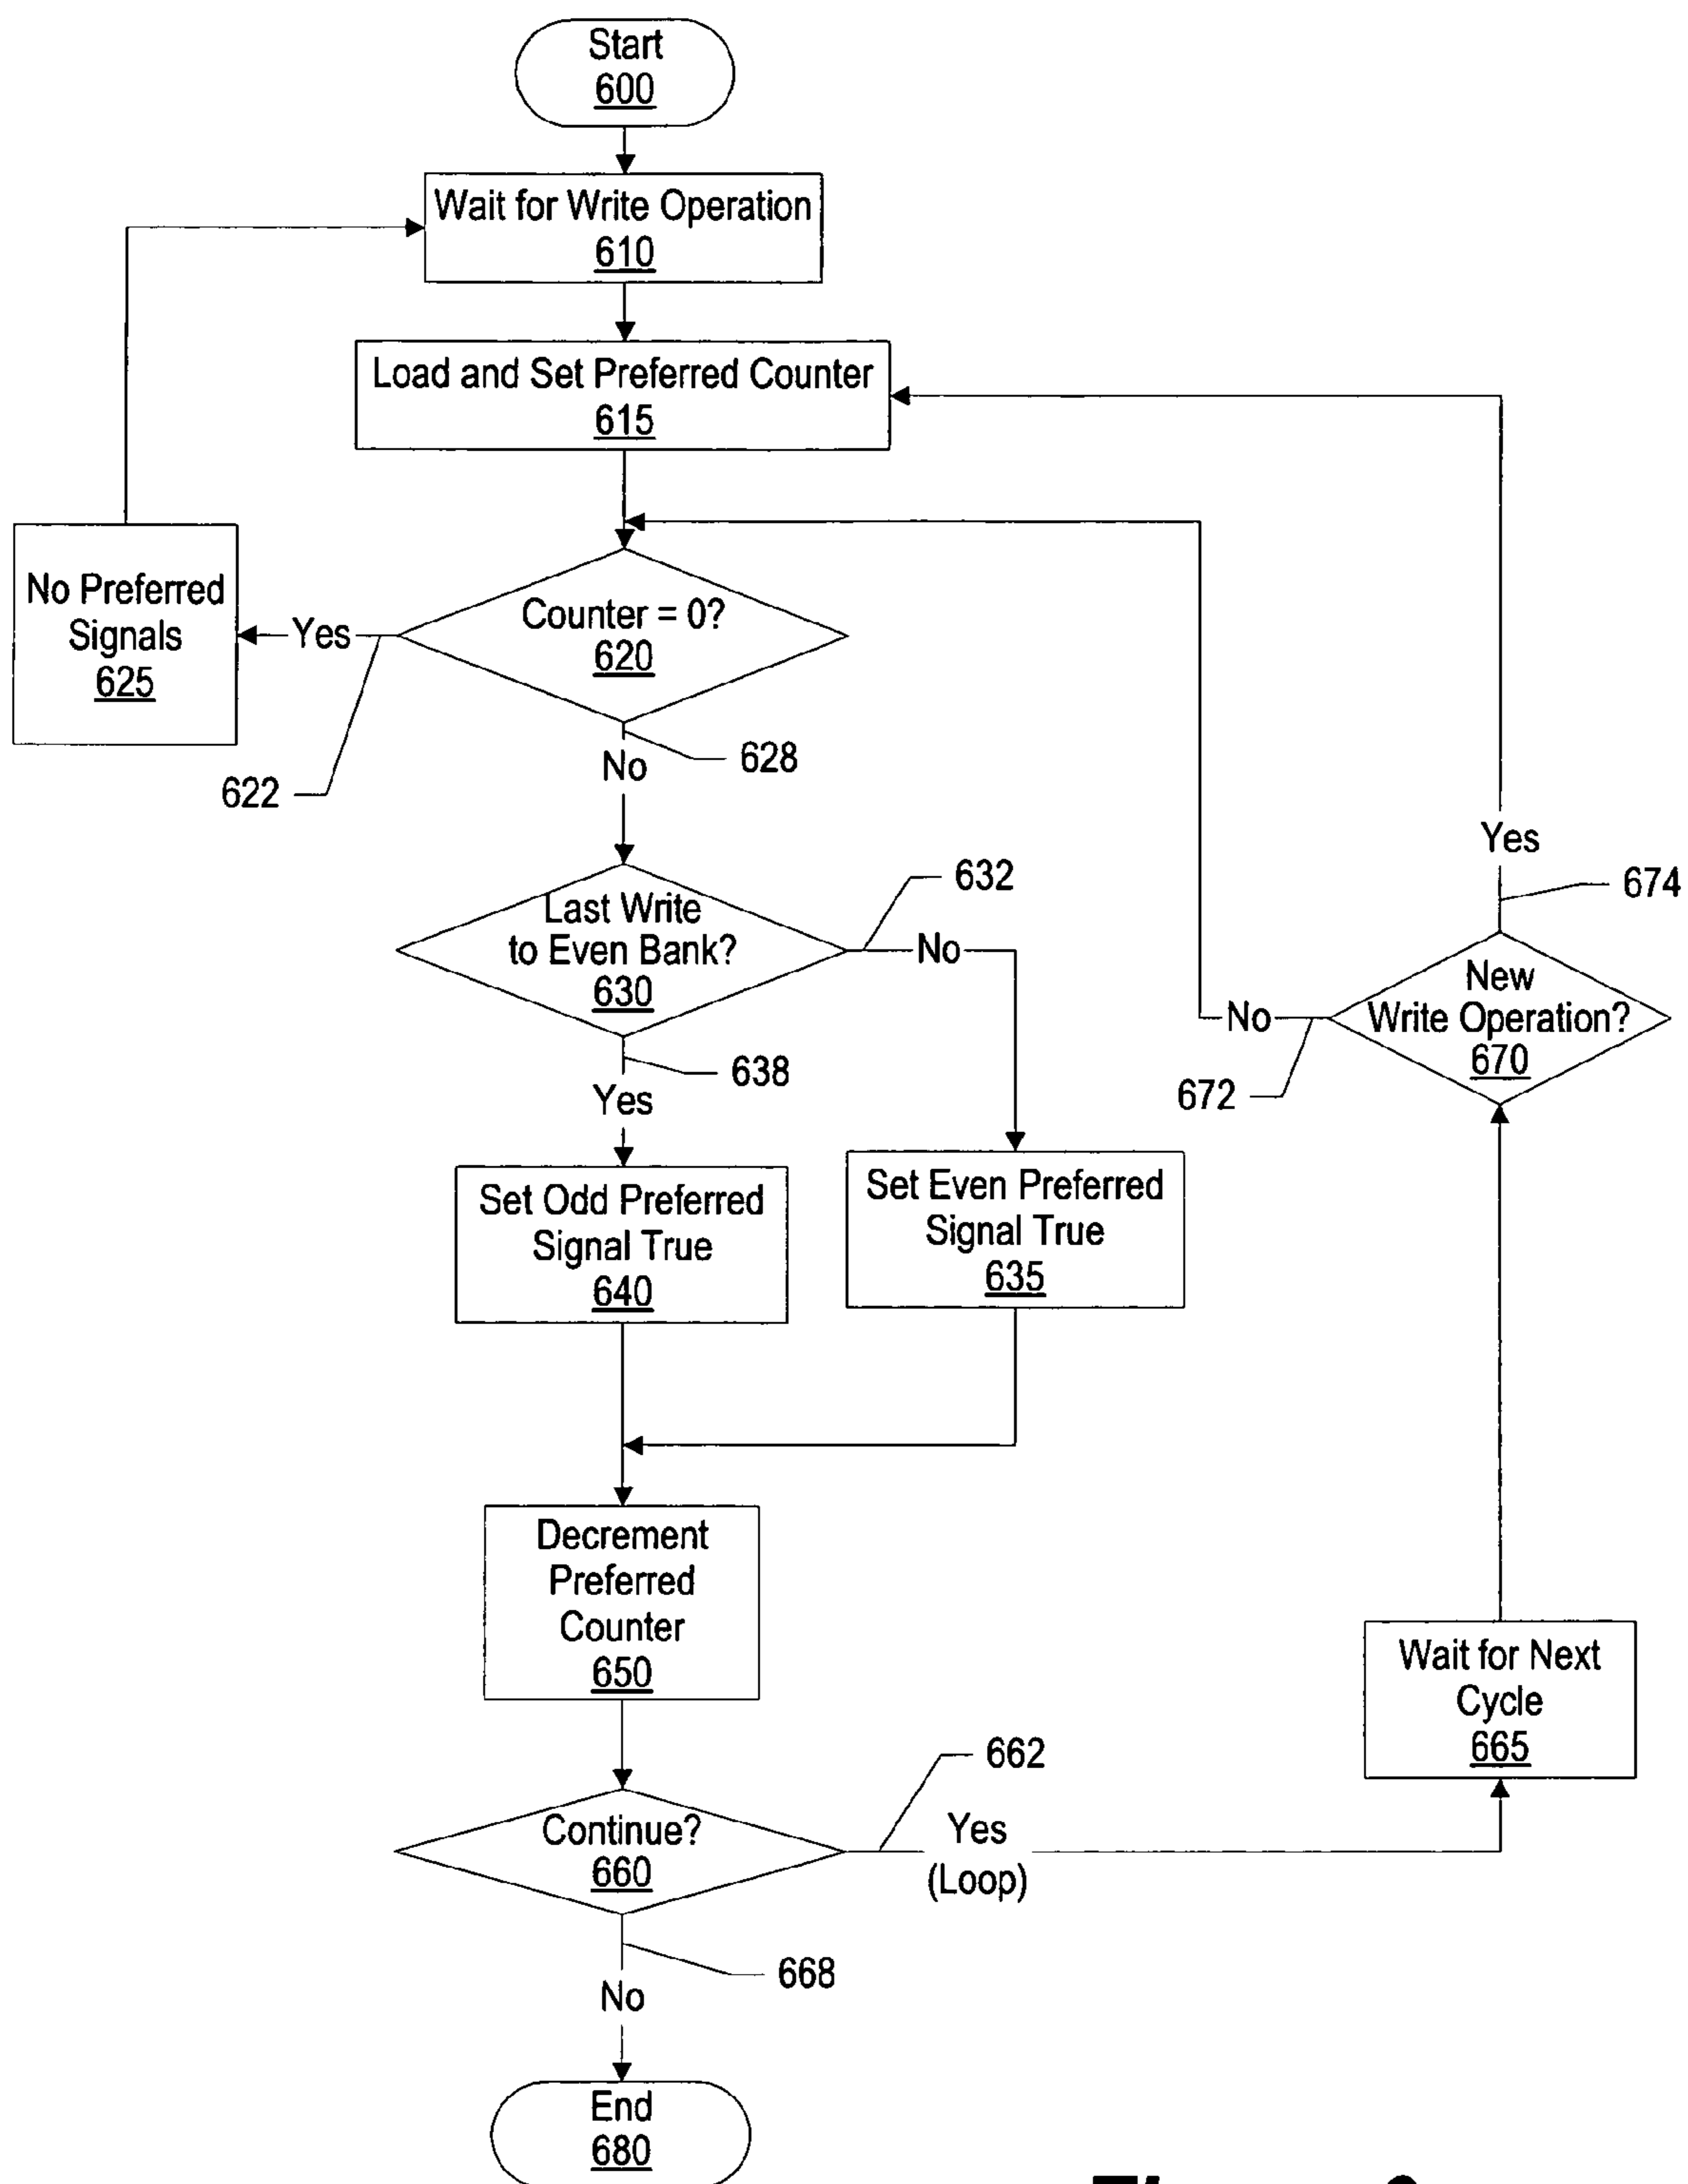 Start
600
Wait for Write Operation
610
Load and Set Preferred Counter
615
No Preferred
Signals
625
Yes
Counter = 0?
620
622
628
No
Last Write
to Even Bank?
630
632
No
638
Yes
Set Odd Preferred
Signal True
640
Set Even Preferred
Signal True
635
Yes
674
New
Write Operation?
670
No
672
Decrement
Preferred
Counter
650
Wait for Next
Cycle
665
Continue?
660
662
Yes
(Loop)
668
No
End
680